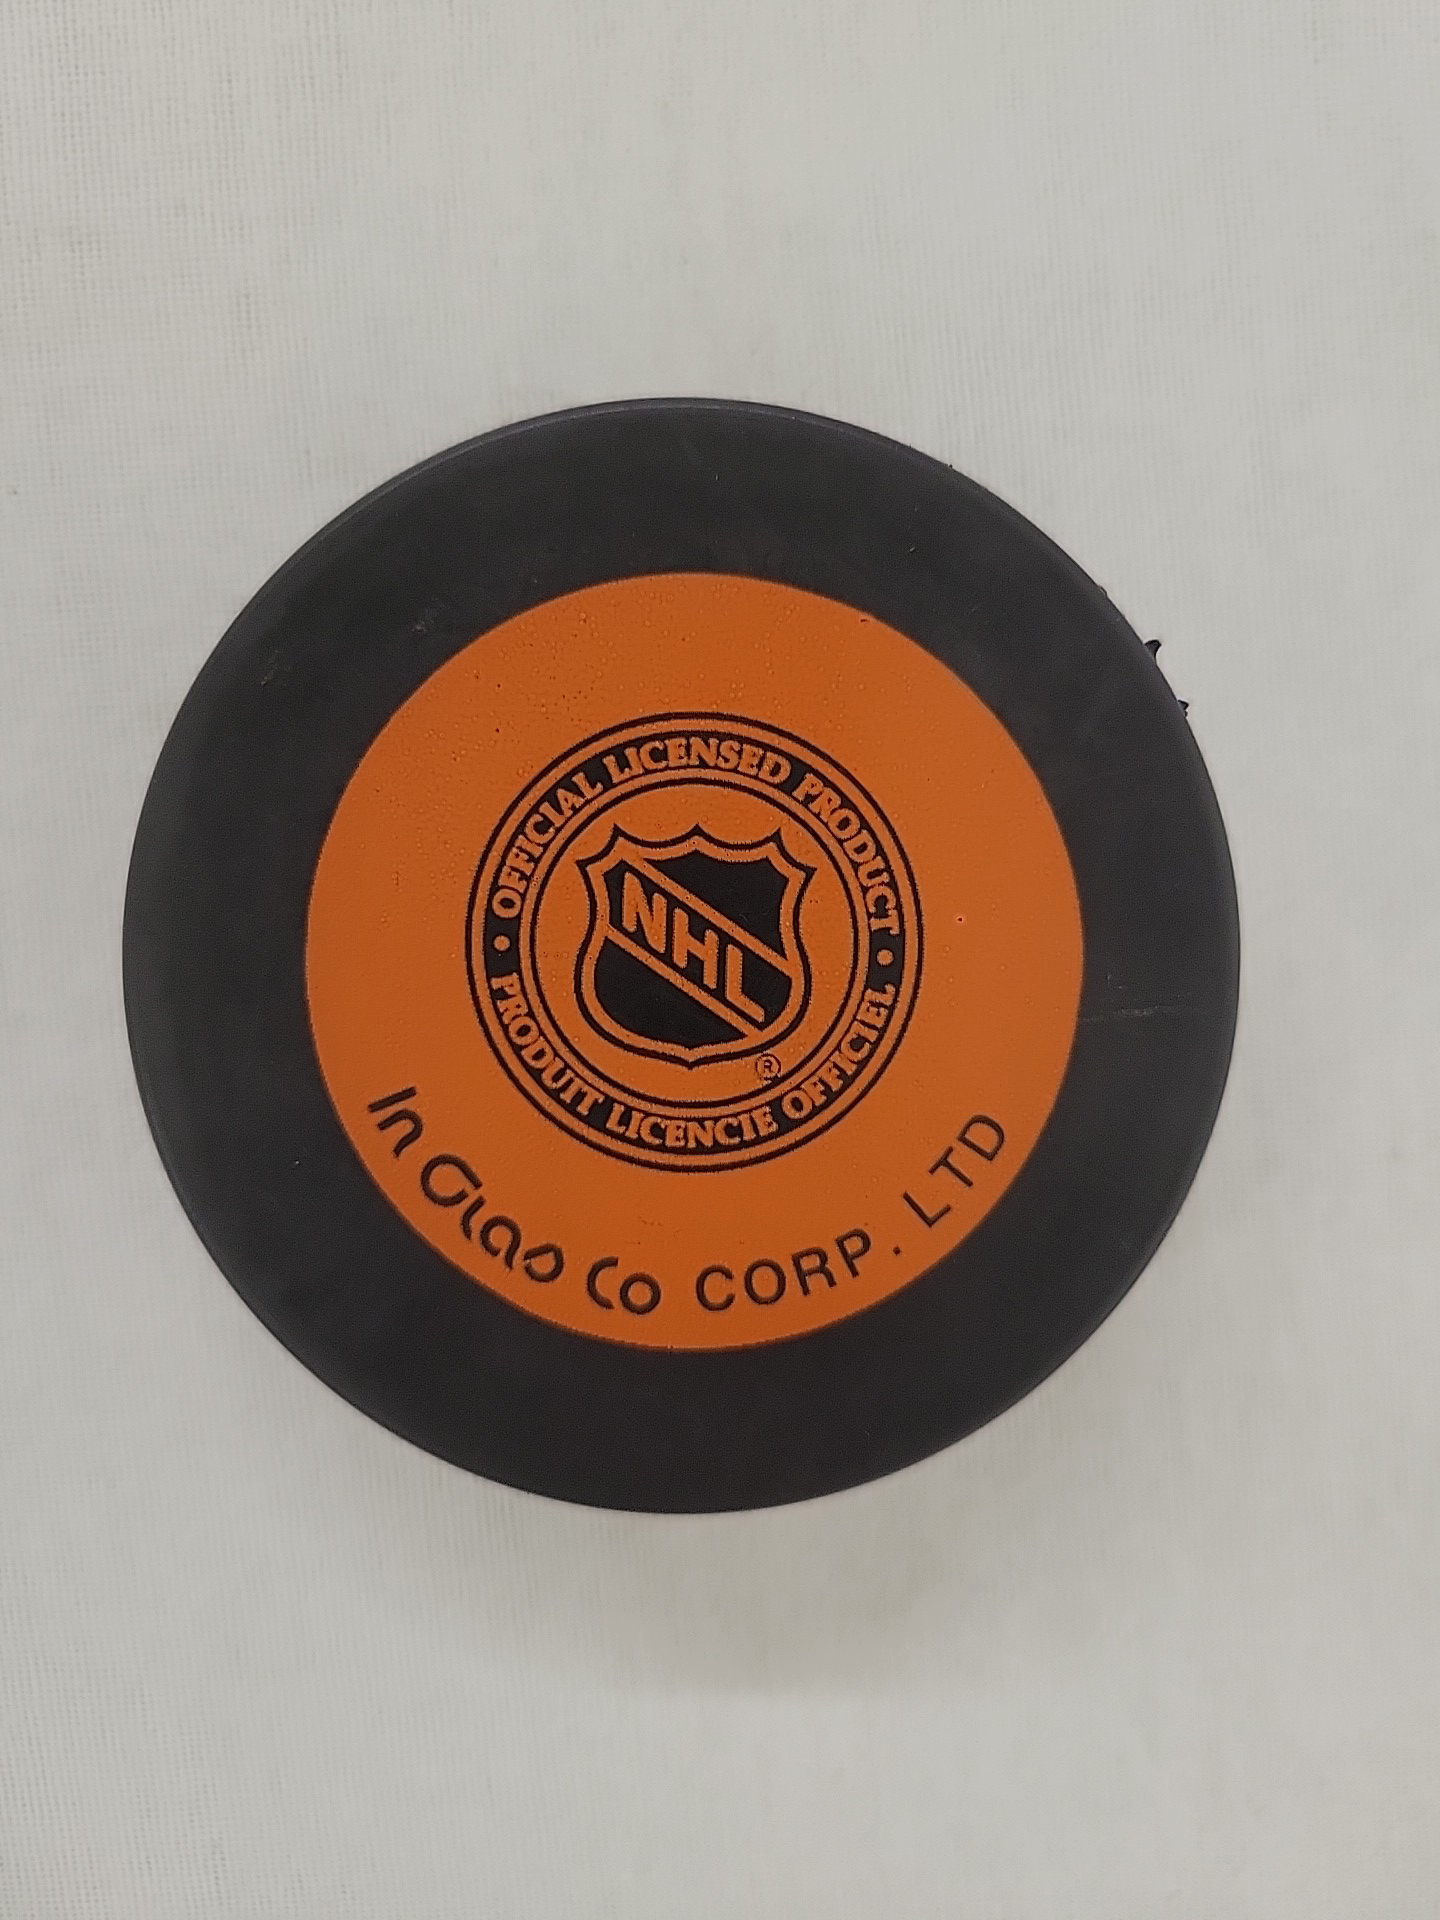 OFFICIAL LICENSED PRODUCT
NHL
®
PRODUIT LICENCIE OFFICIEL
In Glas Co CORP. LTD